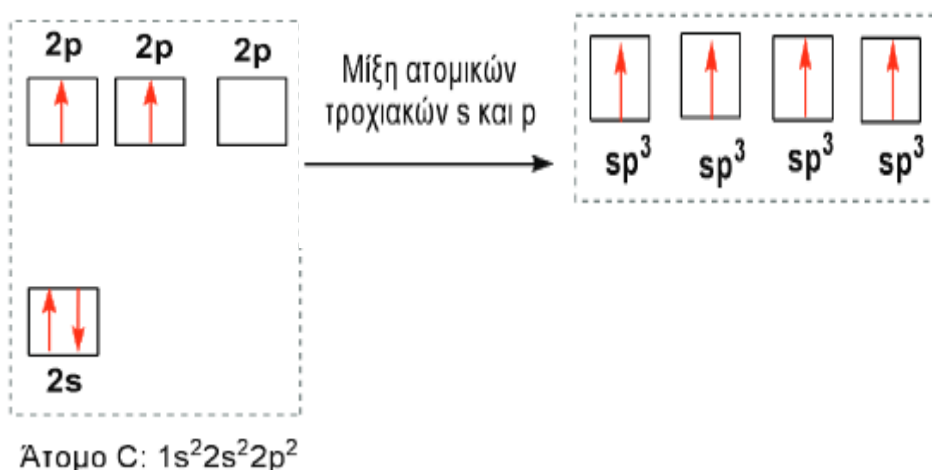 2p 2p 2p
2s
Άτομο C: 1s²2s²2p²
Μίξη ατομικών
τροχιακών s και p
sp³ sp³ sp³ sp³